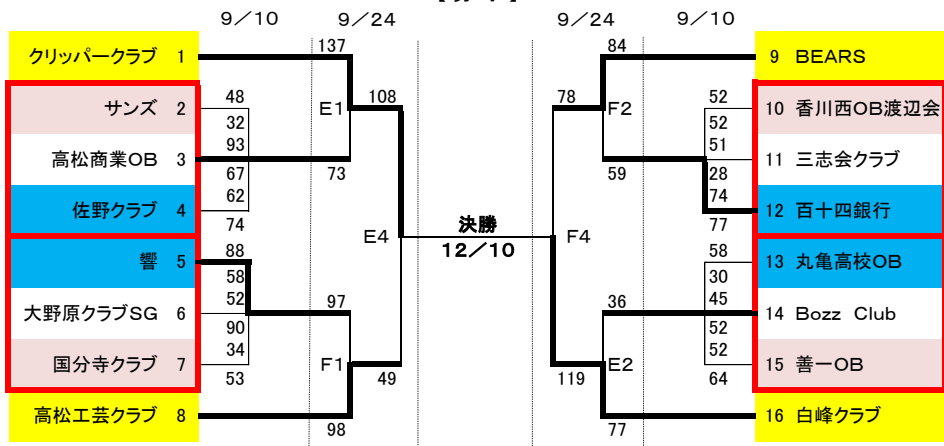 9／10 9／24 9／24 9／10
クリッパークラブ 1 137 84 9 BEARS
サンズ 2 48 E1 108 78 F2 52 10 香川西OB渡辺会
32 52
高松商業OB 3 93 51 11 三志会クラブ
67 73 59 28
佐野クラブ 4 62 74 12 百十四銀行
74 77
E4 決勝 F4
12／10
響 5 88 58 13 丸亀高校OB
58 30
大野原クラブSG 6 52 97 36 45 14 Bozz Club
90 52
国分寺クラブ 7 34 F1 49 119 E2 52 15 善一OB
53 64
高松工芸クラブ 8 98 77 16 白峰クラブ